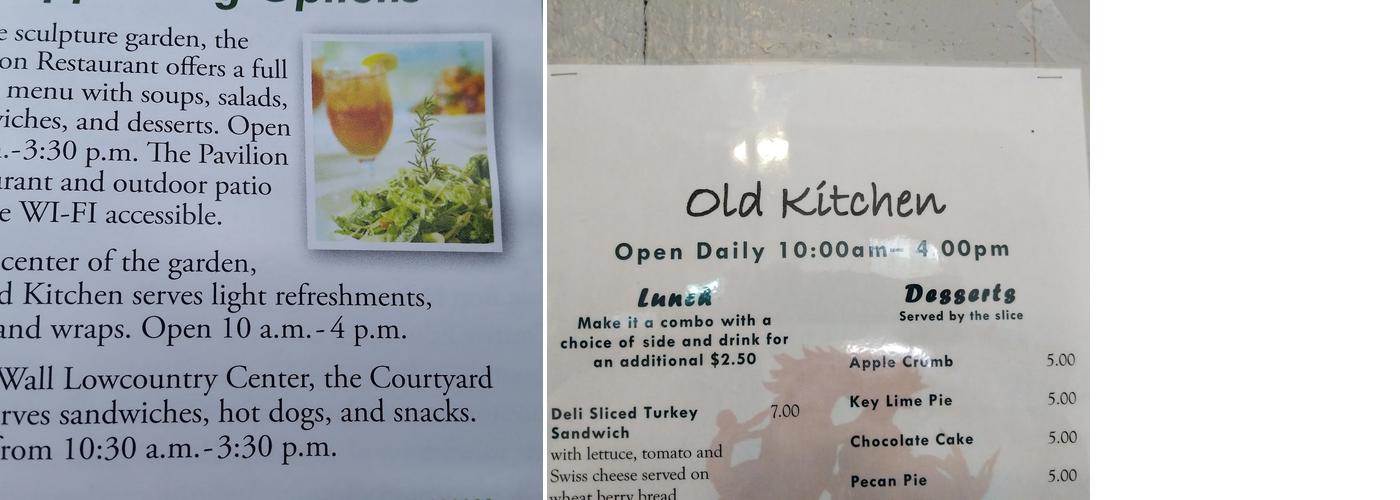 Options
sculpture garden, the
Restaurant offers a full
menu with soups, salads,
and desserts. Open
3:30 p.m. The Pavilion
and outdoor patio
WI-FI accessible.
center of the garden,
Kitchen serves light refreshments,
and wraps. Open 10 a.m.-4 p.m.
Wall Lowcountry Center, the Courtyard
sandwiches, hot dogs, and snacks.
from 10:30 a.m.-3:30 p.m.
Old Kitchen
Open Daily 10:00am- 4:00pm
Lunch
Make it a combo with a
choice of side and drink for
an additional $2.50
Deli Sliced Turkey 7.00
Sandwich
with lettuce, tomato and
Swiss cheese served on
wheat berry bread
Desserts
Served by the slice
Apple Crumb 5.00
Key Lime Pie 5.00
Chocolate Cake 5.00
Pecan Pie 5.00